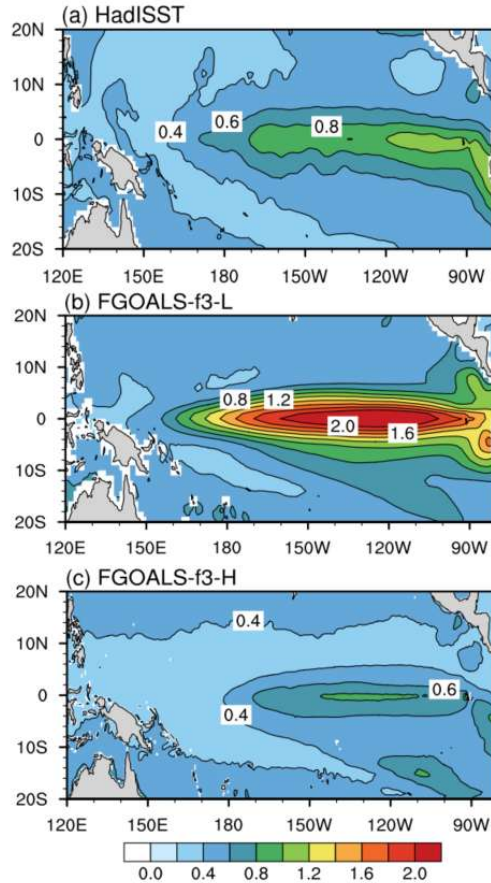 (a) HadISST
20N
10N
0
10S
20S
0.4
0.6
0.8
120E 150E 180 150W 120W 90W
(b) FGOALS-f3-L
20N
10N
0
10S
20S
0.8
1.2
2.0
1.6
120E 150E 180 150W 120W 90W
(c) FGOALS-f3-H
20N
10N
0
10S
20S
0.4
0.4
0.6
120E 150E 180 150W 120W 90W
0.0 0.4 0.8 1.2 1.6 2.0